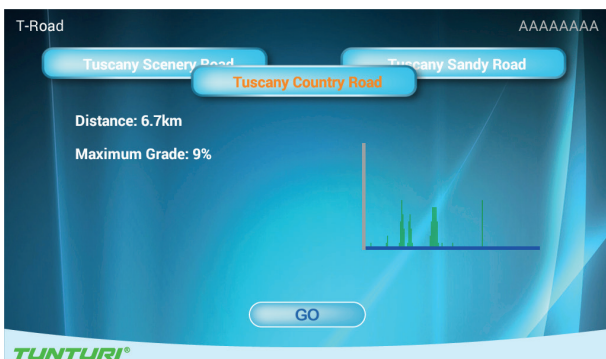 T-Road
AAAAAAAA
Tuscany Scenery Road
Tuscany Sandy Road
Tuscany Country Road
Distance: 6.7km
Maximum Grade: 9%
GO
TUNTURI®